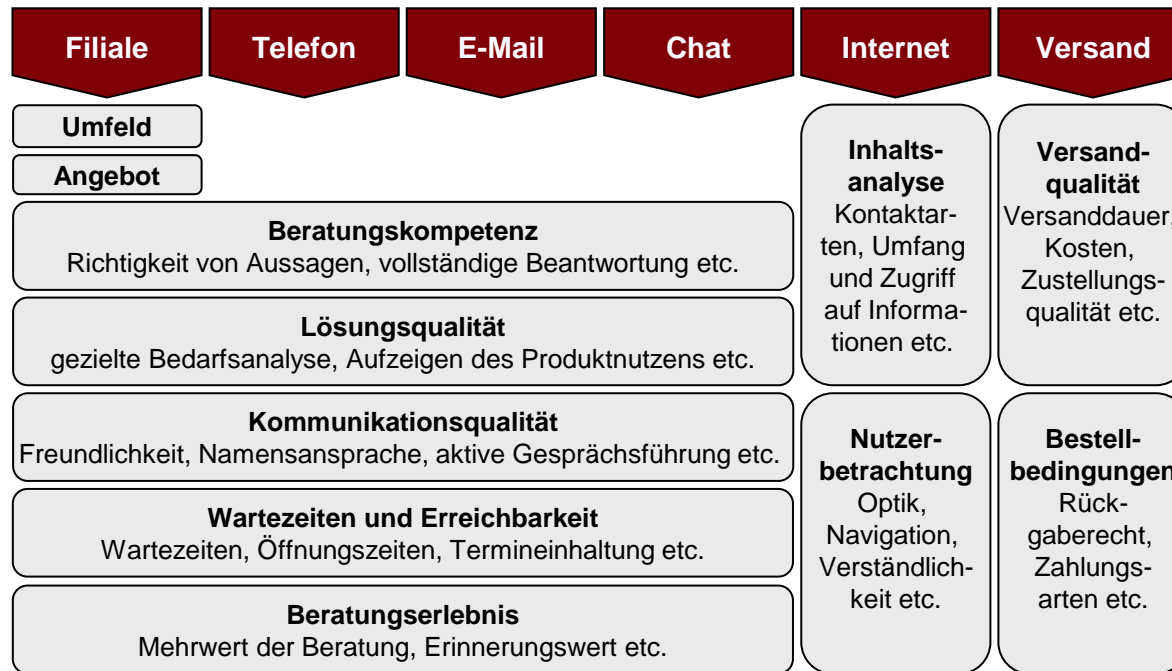 Filiale
Telefon
E-Mail
Chat
Internet
Versand
Umfeld
Angebot
Beratungskompetenz
Richtigkeit von Aussagen, vollständige Beantwortung etc.
Lösungsqualität
gezielte Bedarfsanalyse, Aufzeigen des Produktnutzens etc.
Kommunikationsqualität
Freundlichkeit, Namensansprache, aktive Gesprächsführung etc.
Wartezeiten und Erreichbarkeit
Wartezeiten, Öffnungszeiten, Termineinhaltung etc.
Beratungserlebnis
Mehrwert der Beratung, Erinnerungswert etc.
Inhalts-
analyse
Kontaktar-
ten, Umfang
und Zugriff
auf Informa-
tionen etc.
Nutzer-
betrachtung
Optik,
Navigation,
Verständlich-
keit etc.
Versand-
qualität
Versanddauer,
Kosten,
Zustellungs-
qualität etc.
Bestell-
bedingungen
Rück-
gaberecht,
Zahlungs-
arten etc.